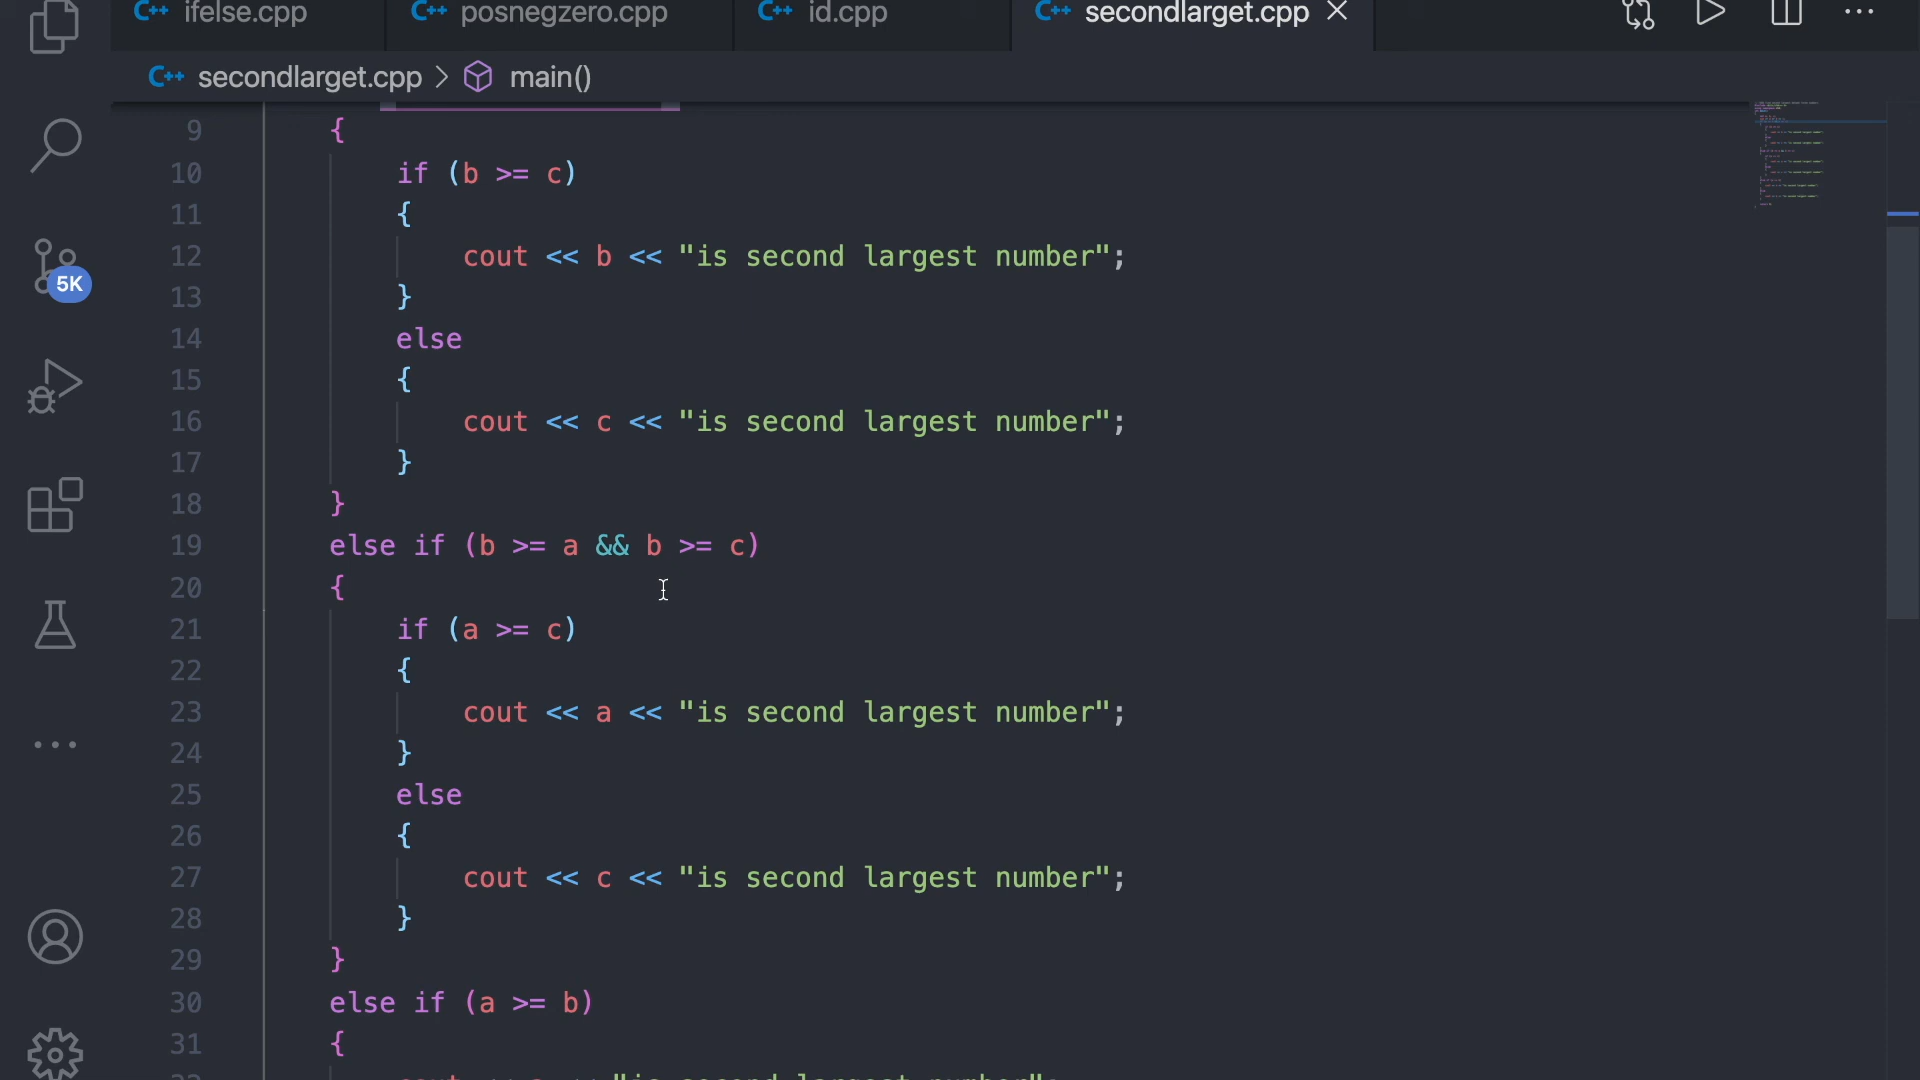 C++ ifelse.cpp C++ posnegzero.cpp C++ id.cpp C++ secondlarget.cpp
C++ secondlarget.cpp > main()
9 {
10 if (b >= c)
11 {
12 cout << b << "is second largest number";
13 }
14 else
15 {
16 cout << c << "is second largest number";
17 }
18 }
19 else if (b >= a && b >= c)
20 {
21 if (a >= c)
22 {
23 cout << a << "is second largest number";
24 }
25 else
26 {
27 cout << c << "is second largest number";
28 }
29 }
30 else if (a >= b)
31 {
5K